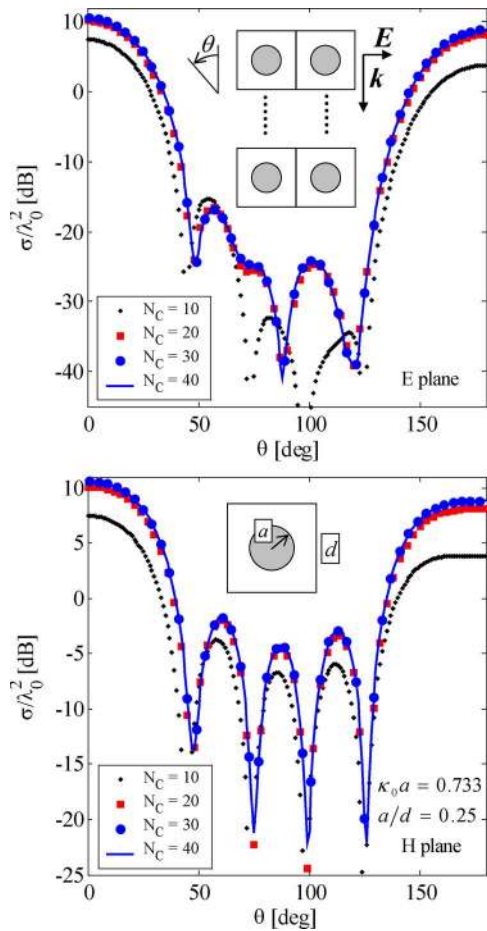 10
0
-10
-20
-30
-40
σ/λ₀² [dB]
θ
E
k
N_C = 10
N_C = 20
N_C = 30
N_C = 40
E plane
0
50
100
150
θ [deg]
10
5
0
-5
-10
-15
-20
-25
σ/λ₀² [dB]
a
d
N_C = 10
N_C = 20
N_C = 30
N_C = 40
κ₀a = 0.733
a/d = 0.25
H plane
0
50
100
150
θ [deg]